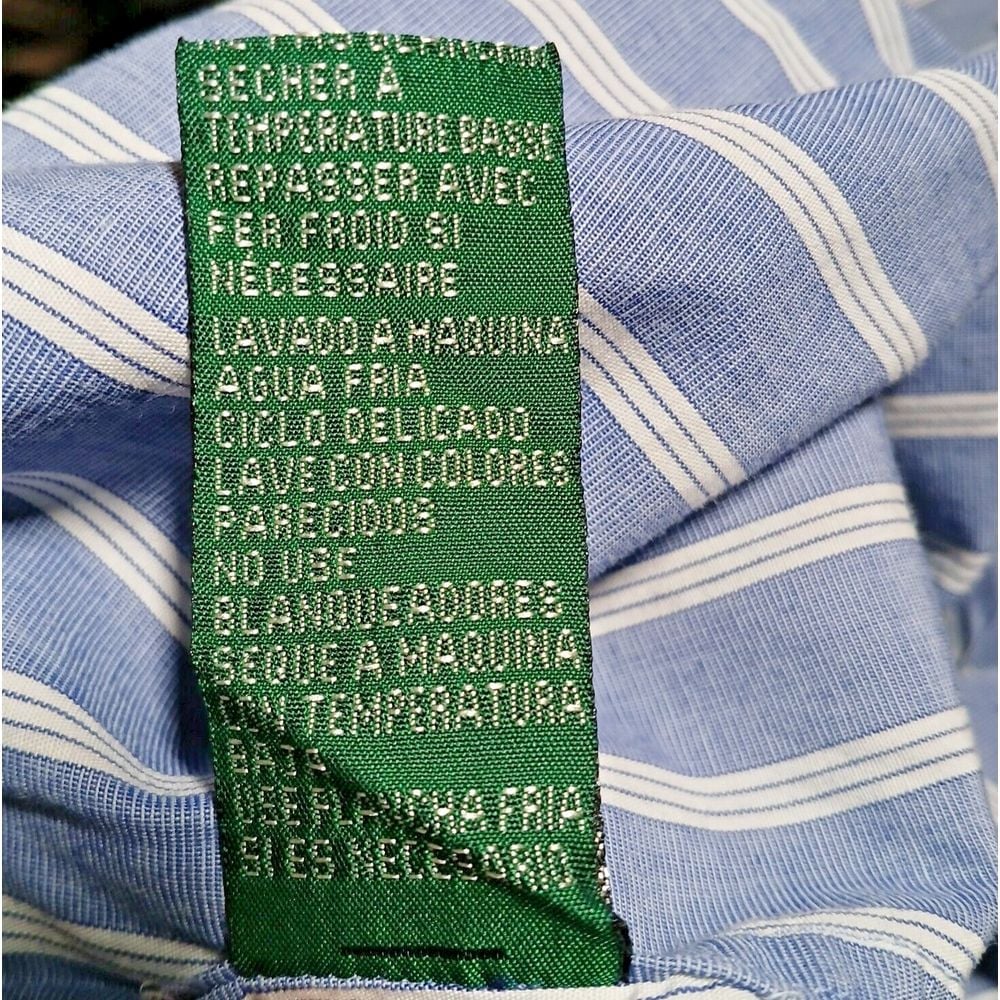 SECHER À
TEMPERATURE BASSE
REPASSER AVEC
FER FROID SI
NECESSAIRE
LAVADO A MAQUINA
AGUA FRIA
CICLO DELICADO
LAVE CON COLORES
PARECIDOS
NO USE
BLANQUEADORES
SEQUE A MAQUINA
CON TEMPERATURA
BAJA
USE PLANCHA FRIA
SI ES NECESARIO